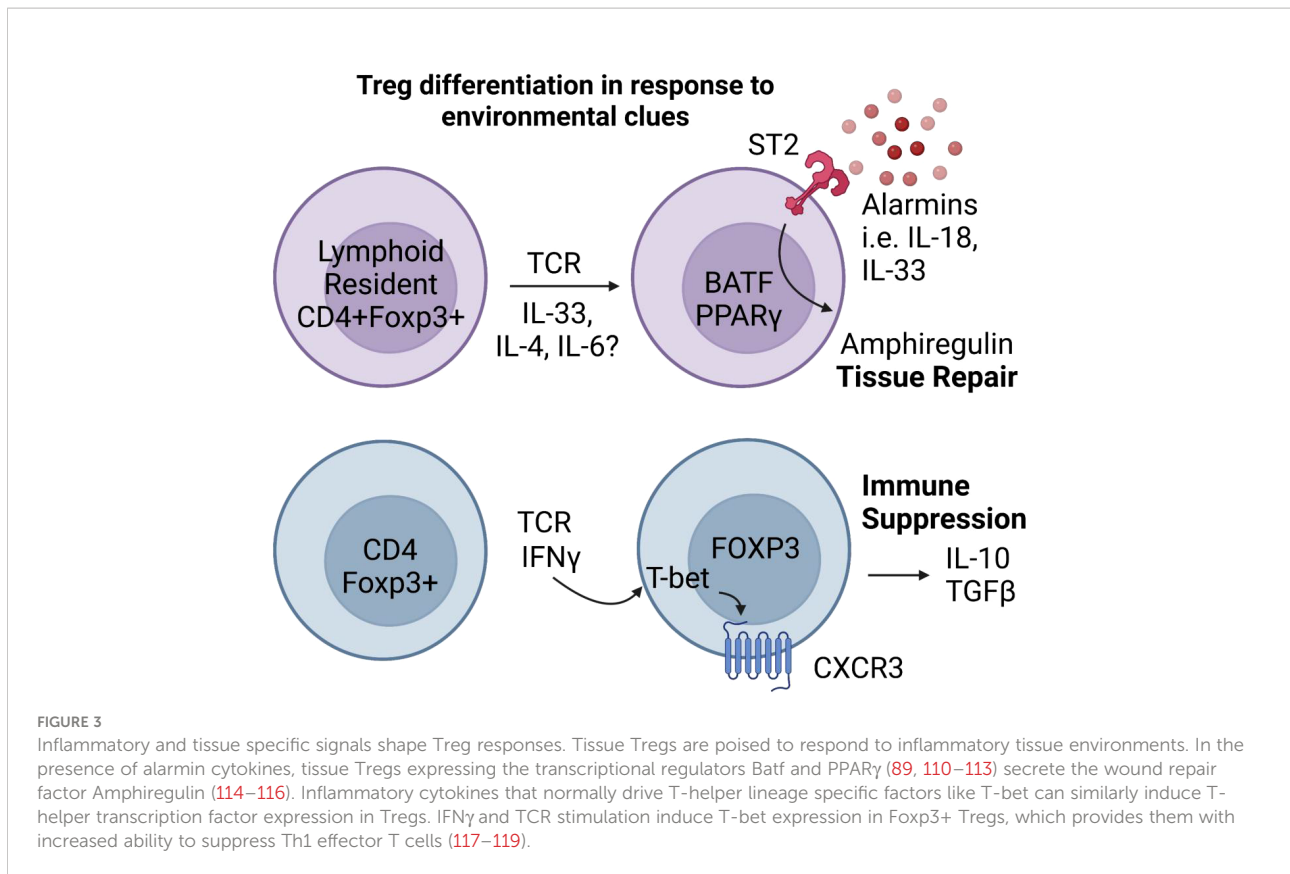 Treg differentiation in response to
environmental clues
ST2
Alarmins
i.e. IL-18,
IL-33
Lymphoid
Resident
CD4+Foxp3+
TCR
IL-33,
IL-4, IL-6?
BATF
PPARγ
Amphiregulin
Tissue Repair
CD4
Foxp3+
TCR
IFNγ
FOXP3
T-bet
CXCR3
Immune
Suppression
IL-10
TGFβ
FIGURE 3
Inflammatory and tissue specific signals shape Treg responses. Tissue Tregs are poised to respond to inflammatory tissue environments. In the
presence of alarmin cytokines, tissue Tregs expressing the transcriptional regulators Batf and PPARγ (89, 110–113) secrete the wound repair
factor Amphiregulin (114–116). Inflammatory cytokines that normally drive T-helper lineage specific factors like T-bet can similarly induce T-
helper transcription factor expression in Tregs. IFNγ and TCR stimulation induce T-bet expression in Foxp3+ Tregs, which provides them with
increased ability to suppress Th1 effector T cells (117–119).